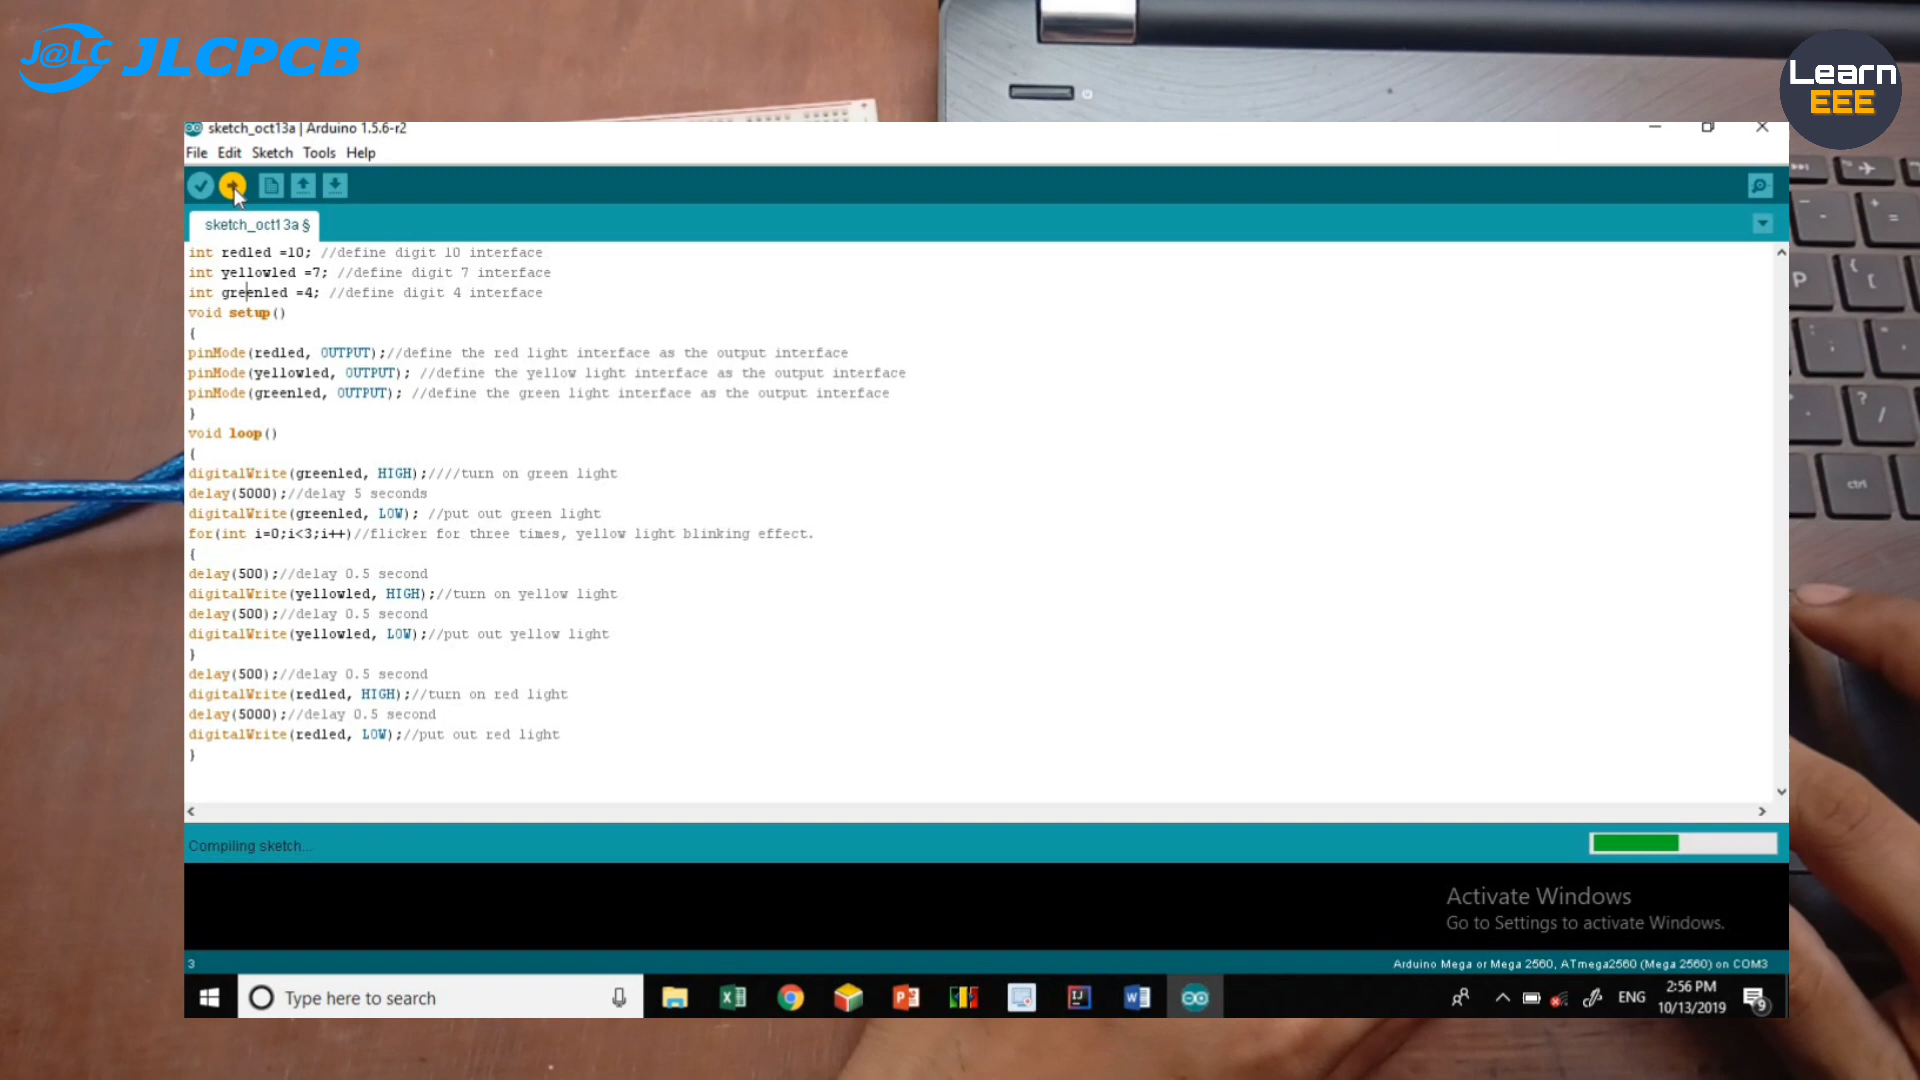 J@LC JLCPCB
Learn
EEE
sketch_oct13a | Arduino 1.5.6-r2
File Edit Sketch Tools Help
sketch_oct13a §
int redled =10; //define digit 10 interface
int yellowled =7; //define digit 7 interface
int greenled =4; //define digit 4 interface
void setup()
{
pinMode(redled, OUTPUT);//define the red light interface as the output interface
pinMode(yellowled, OUTPUT); //define the yellow light interface as the output interface
pinMode(greenled, OUTPUT); //define the green light interface as the output interface
}
void loop()
{
digitalWrite(greenled, HIGH);////turn on green light
delay(5000);//delay 5 seconds
digitalWrite(greenled, LOW); //put out green light
for(int i=0;i<3;i++)//flicker for three times, yellow light blinking effect.
{
delay(500);//delay 0.5 second
digitalWrite(yellowled, HIGH);//turn on yellow light
delay(500);//delay 0.5 second
digitalWrite(yellowled, LOW);//put out yellow light
}
delay(500);//delay 0.5 second
digitalWrite(redled, HIGH);//turn on red light
delay(5000);//delay 0.5 second
digitalWrite(redled, LOW);//put out red light
}
Compiling sketch...
Activate Windows
Go to Settings to activate Windows.
3
Arduino Mega or Mega 2560, ATmega2560 (Mega 2560) on COM3
Type here to search
ENG
2:56 PM
10/13/2019
9
P
ctrl